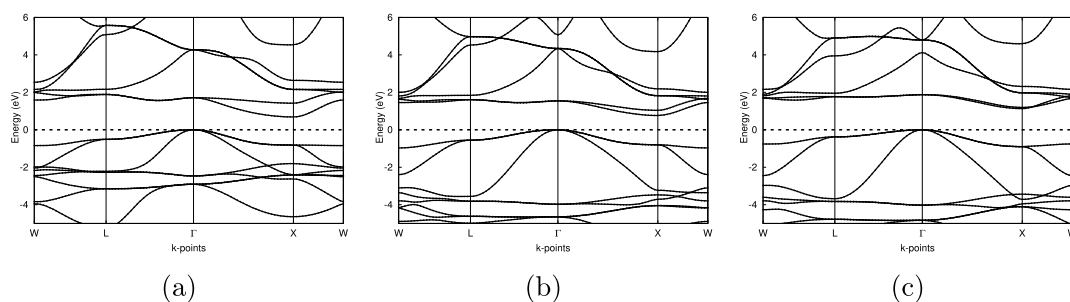 6
4
2
0
-2
-4
Energy (eV)
W L Γ X W
k-points
(a)
6
4
2
0
-2
-4
Energy (eV)
W L Γ X W
k-points
(b)
6
4
2
0
-2
-4
Energy (eV)
W L Γ X W
k-points
(c)